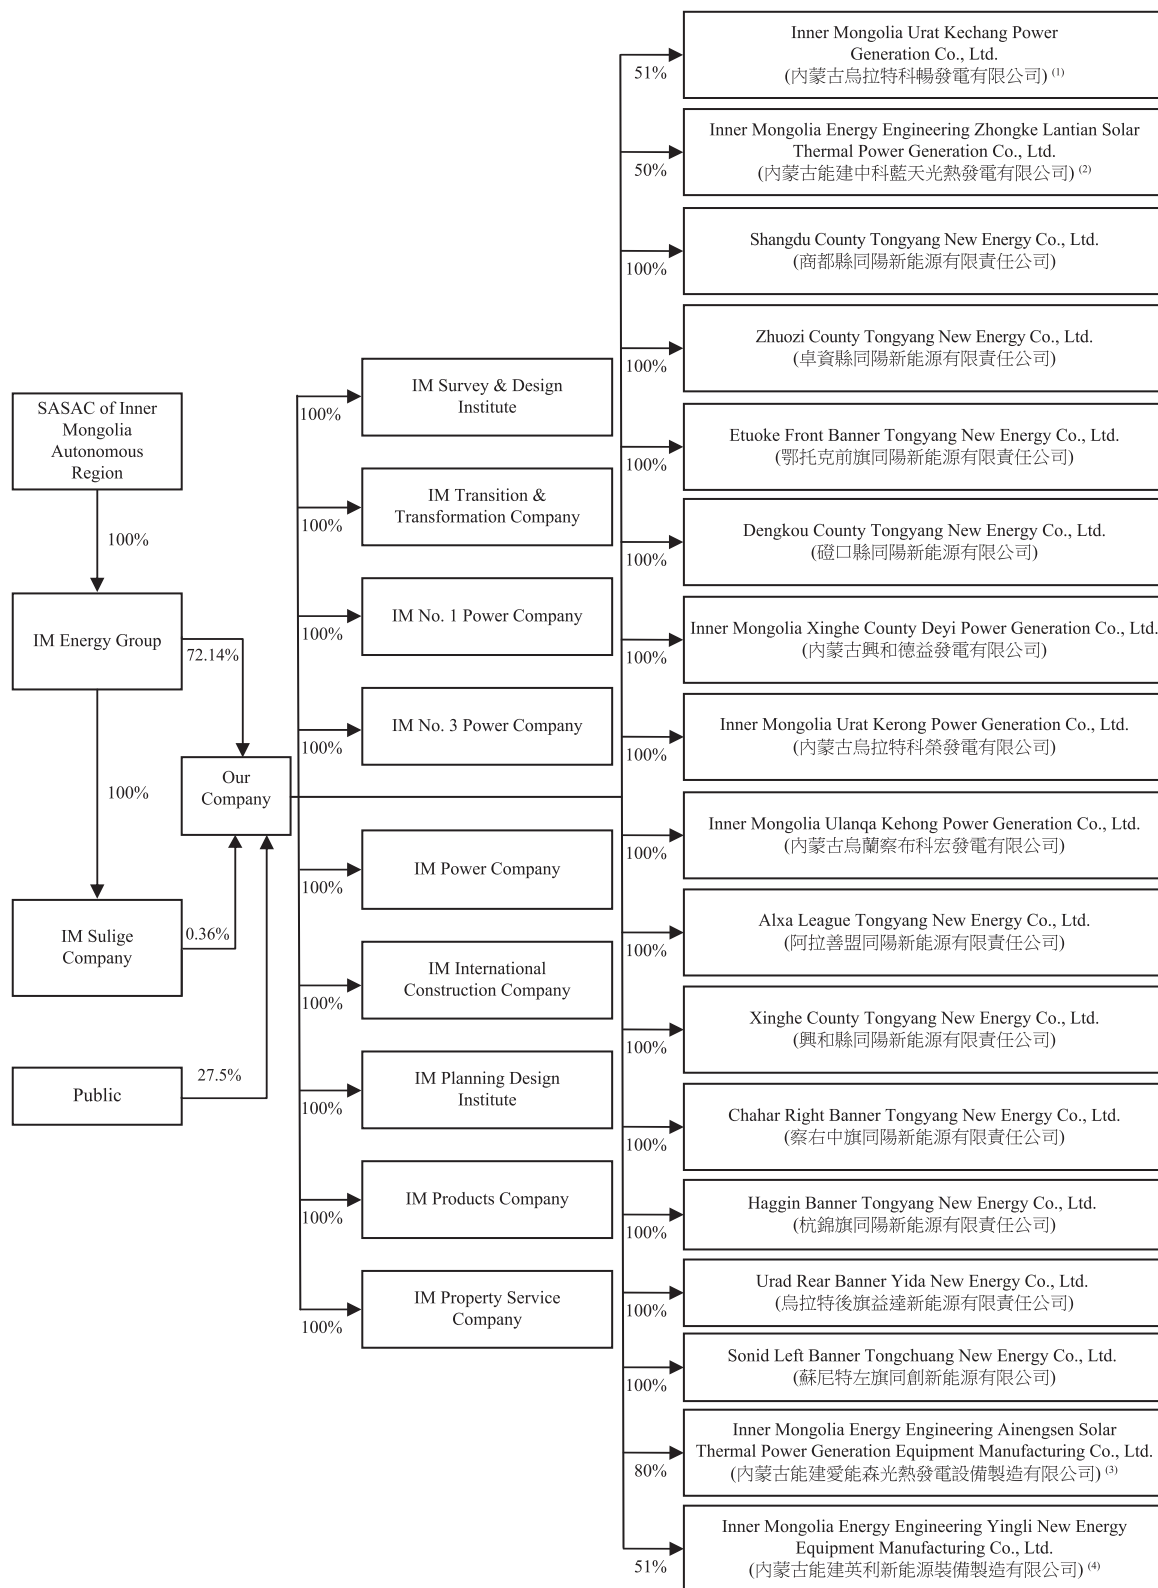 SASAC of Inner
Mongolia
Autonomous
Region
100%
IM Energy Group
72.14%
100%
Our
Company
IM Sulige
Company
0.36%
Public
27.5%
100%
IM Survey & Design
Institute
100%
IM Transition &
Transformation Company
100%
IM No. 1 Power Company
100%
IM No. 3 Power Company
100%
IM Power Company
100%
IM International
Construction Company
100%
IM Planning Design
Institute
100%
IM Products Company
100%
IM Property Service
Company
100%
51%
Inner Mongolia Urat Kechang Power
Generation Co., Ltd.
(內蒙古烏拉特科暢發電有限公司) (1)
50%
Inner Mongolia Energy Engineering Zhongke Lantian Solar
Thermal Power Generation Co., Ltd.
(內蒙古能建中科藍天光熱發電有限公司) (2)
100%
Shangdu County Tongyang New Energy Co., Ltd.
(商都縣同陽新能源有限責任公司)
100%
Zhuozi County Tongyang New Energy Co., Ltd.
(卓資縣同陽新能源有限責任公司)
100%
Etuoke Front Banner Tongyang New Energy Co., Ltd.
(鄂托克前旗同陽新能源有限責任公司)
100%
Dengkou County Tongyang New Energy Co., Ltd.
(磴口縣同陽新能源有限公司)
100%
Inner Mongolia Xinghe County Deyi Power Generation Co., Ltd.
(內蒙古興和德益發電有限公司)
100%
Inner Mongolia Urat Kerong Power Generation Co., Ltd.
(內蒙古烏拉特科榮發電有限公司)
100%
Inner Mongolia Ulanqa Kehong Power Generation Co., Ltd.
(內蒙古烏蘭察布科宏發電有限公司)
100%
Alxa League Tongyang New Energy Co., Ltd.
(阿拉善盟同陽新能源有限責任公司)
100%
Xinghe County Tongyang New Energy Co., Ltd.
(興和縣同陽新能源有限責任公司)
100%
Chahar Right Banner Tongyang New Energy Co., Ltd.
(察右中旗同陽新能源有限責任公司)
100%
Haggin Banner Tongyang New Energy Co., Ltd.
(杭錦旗同陽新能源有限責任公司)
100%
Urad Rear Banner Yida New Energy Co., Ltd.
(烏拉特後旗益達新能源有限責任公司)
100%
Sonid Left Banner Tongchuang New Energy Co., Ltd.
(蘇尼特左旗同創新能源有限公司)
80%
Inner Mongolia Energy Engineering Ainengsen Solar
Thermal Power Generation Equipment Manufacturing Co., Ltd.
(內蒙古能建愛能森光熱發電設備製造有限公司) (3)
51%
Inner Mongolia Energy Engineering Yingli New Energy
Equipment Manufacturing Co., Ltd.
(內蒙古能建英利新能源裝備製造有限公司) (4)